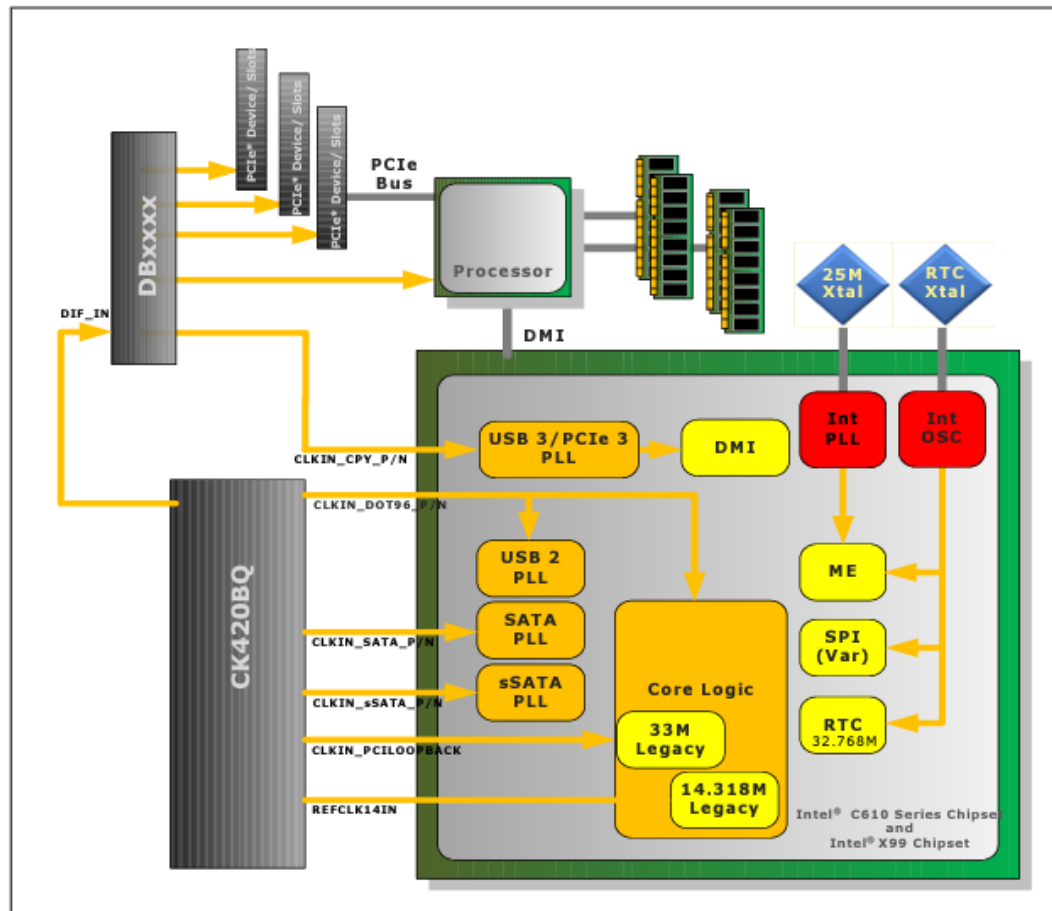 PCIe* Device/ Slots
PCIe* Device/ Slots
PCIe* Device/ Slots
DBxxxx
PCIe
Bus
Processor
25M
Xtal
RTC
Xtal
DIF_IN
DMI
Int
PLL
Int
OSC
USB 3/PCIe 3
PLL
DMI
CLKIN_CPY_P/N
CLKIN_DOT96_P/N
CK420BQ
USB 2
PLL
ME
SATA
PLL
CLKIN_SATA_P/N
SPI
(Var)
sSATA
PLL
CLKIN_sSATA_P/N
Core Logic
RTC
32.768M
33M
Legacy
CLKIN_PCILOOPBACK
14.318M
Legacy
REFCLK14IN
Intel® C610 Series Chipset
and
Intel® X99 Chipset